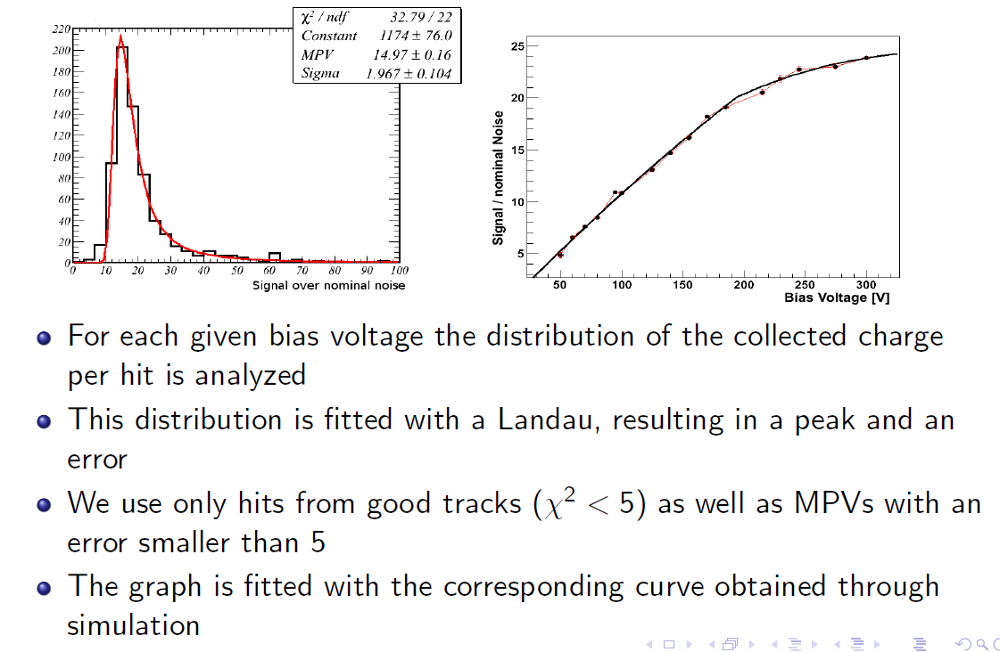 χ² / ndf 32.79 / 22
Constant 1174 ± 76.0
MPV 14.97 ± 0.16
Sigma 1.967 ± 0.104
220
200
180
160
140
120
100
80
60
40
20
0
0 10 20 30 40 50 60 70 80 90 100
Signal over nominal noise
Signal / nominal Noise
25
20
15
10
5
50 100 150 200 250 300
Bias Voltage [V]
For each given bias voltage the distribution of the collected charge
per hit is analyzed
This distribution is fitted with a Landau, resulting in a peak and an
error
We use only hits from good tracks (χ² < 5) as well as MPVs with an
error smaller than 5
The graph is fitted with the corresponding curve obtained through
simulation